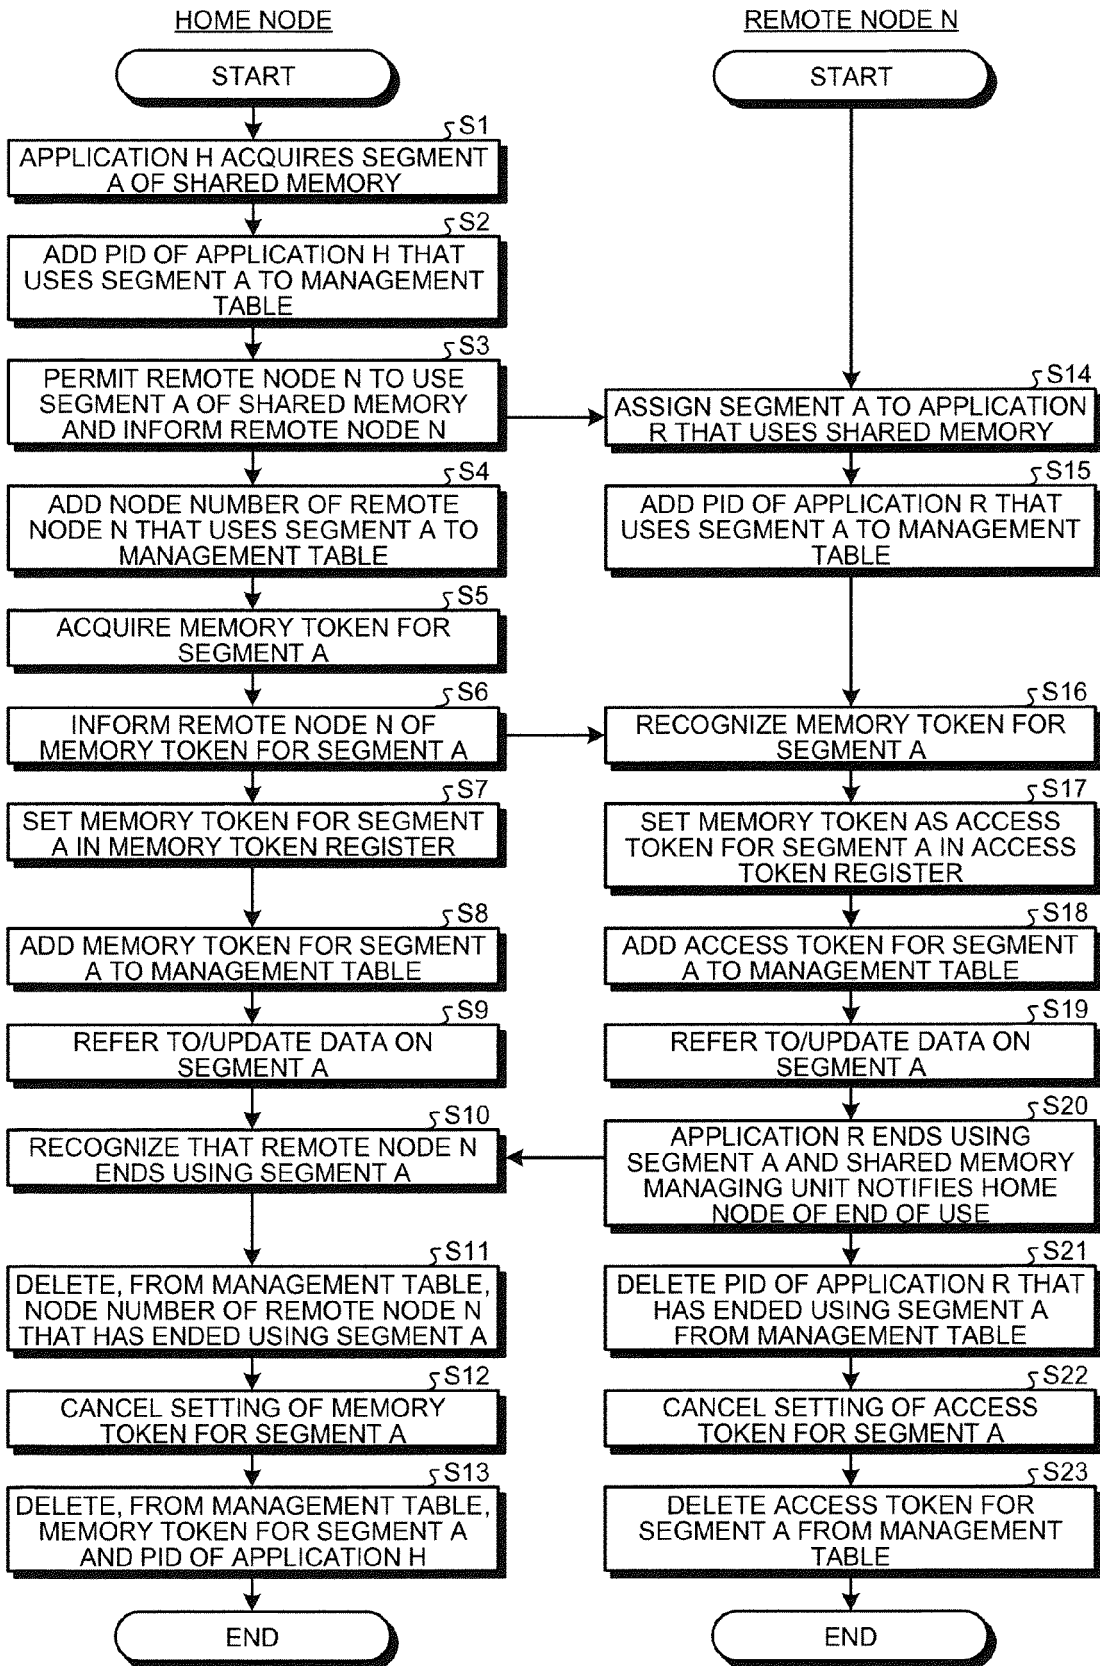 HOME NODE
START
S1
APPLICATION H ACQUIRES SEGMENT
A OF SHARED MEMORY
S2
ADD PID OF APPLICATION H THAT
USES SEGMENT A TO MANAGEMENT
TABLE
S3
PERMIT REMOTE NODE N TO USE
SEGMENT A OF SHARED MEMORY
AND INFORM REMOTE NODE N
S4
ADD NODE NUMBER OF REMOTE
NODE N THAT USES SEGMENT A TO
MANAGEMENT TABLE
S5
ACQUIRE MEMORY TOKEN FOR
SEGMENT A
S6
INFORM REMOTE NODE N OF
MEMORY TOKEN FOR SEGMENT A
S7
SET MEMORY TOKEN FOR SEGMENT
A IN MEMORY TOKEN REGISTER
S8
ADD MEMORY TOKEN FOR SEGMENT
A TO MANAGEMENT TABLE
S9
REFER TO/UPDATE DATA ON
SEGMENT A
S10
RECOGNIZE THAT REMOTE NODE N
ENDS USING SEGMENT A
S11
DELETE, FROM MANAGEMENT TABLE,
NODE NUMBER OF REMOTE NODE N
THAT HAS ENDED USING SEGMENT A
S12
CANCEL SETTING OF MEMORY
TOKEN FOR SEGMENT A
S13
DELETE, FROM MANAGEMENT TABLE,
MEMORY TOKEN FOR SEGMENT A
AND PID OF APPLICATION H
END
REMOTE NODE N
START
S14
ASSIGN SEGMENT A TO APPLICATION
R THAT USES SHARED MEMORY
S15
ADD PID OF APPLICATION R THAT
USES SEGMENT A TO MANAGEMENT
TABLE
S16
RECOGNIZE MEMORY TOKEN FOR
SEGMENT A
S17
SET MEMORY TOKEN AS ACCESS
TOKEN FOR SEGMENT A IN ACCESS
TOKEN REGISTER
S18
ADD ACCESS TOKEN FOR SEGMENT
A TO MANAGEMENT TABLE
S19
REFER TO/UPDATE DATA ON
SEGMENT A
S20
APPLICATION R ENDS USING
SEGMENT A AND SHARED MEMORY
MANAGING UNIT NOTIFIES HOME
NODE OF END OF USE
S21
DELETE PID OF APPLICATION R THAT
HAS ENDED USING SEGMENT A
FROM MANAGEMENT TABLE
S22
CANCEL SETTING OF ACCESS
TOKEN FOR SEGMENT A
S23
DELETE ACCESS TOKEN FOR
SEGMENT A FROM MANAGEMENT
TABLE
END